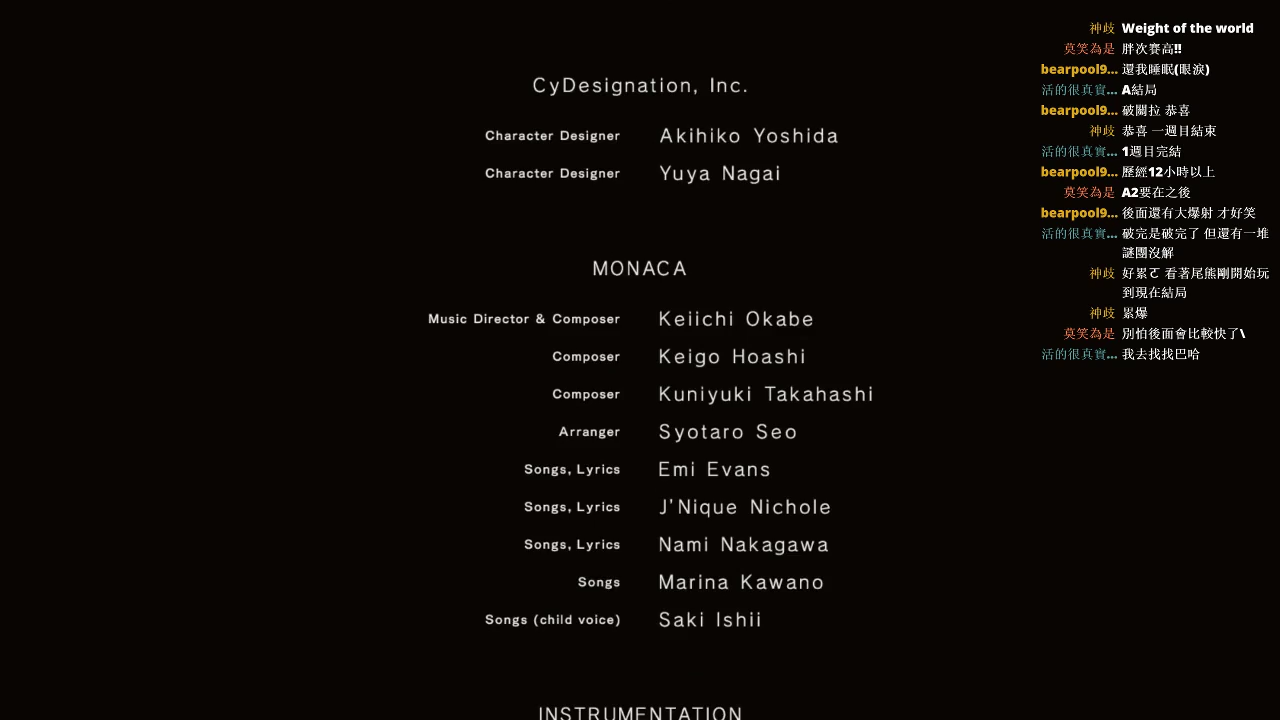 CyDesignation, Inc.
Character Designer Akihiko Yoshida
Character Designer Yuya Nagai
MONACA
Music Director & Composer Keiichi Okabe
Composer Keigo Hoashi
Composer Kuniyuki Takahashi
Arranger Syotaro Seo
Songs, Lyrics Emi Evans
Songs, Lyrics J'Nique Nichole
Songs, Lyrics Nami Nakagawa
Songs Marina Kawano
Songs (child voice) Saki Ishii
INSTRUMENTATION
神歧 Weight of the world
莫笑為是 胖次賽高!!
bearpool9... 還我睡眠(眼淚)
活的很真實... A結局
bearpool9... 破關拉 恭喜
神歧 恭喜 一週目結束
活的很真實... 1週目完結
bearpool9... 歷經12小時以上
莫笑為是 A2要在之後
bearpool9... 後面還有大爆射 才好笑
活的很真實... 破完是破完了 但還有一堆
謎團沒解
神歧 好累ㄛ 看著尾熊剛開始玩
到現在結局
神歧 累爆
莫笑為是 別怕後面會比較快了\
活的很真實... 我去找找巴哈